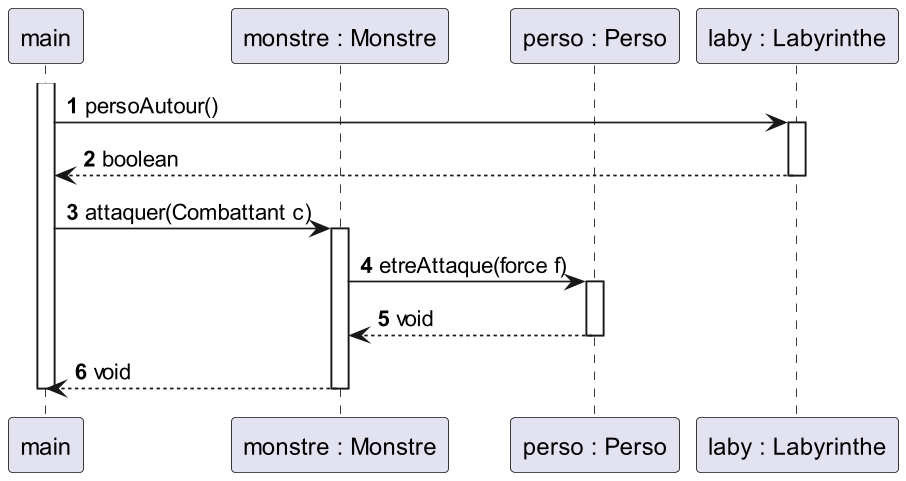 main
monstre : Monstre
perso : Perso
laby : Labyrinthe
1 persoAutour()
2 boolean
3 attaquer(Combattant c)
4 etreAttaque(force f)
5 void
6 void
main
monstre : Monstre
perso : Perso
laby : Labyrinthe